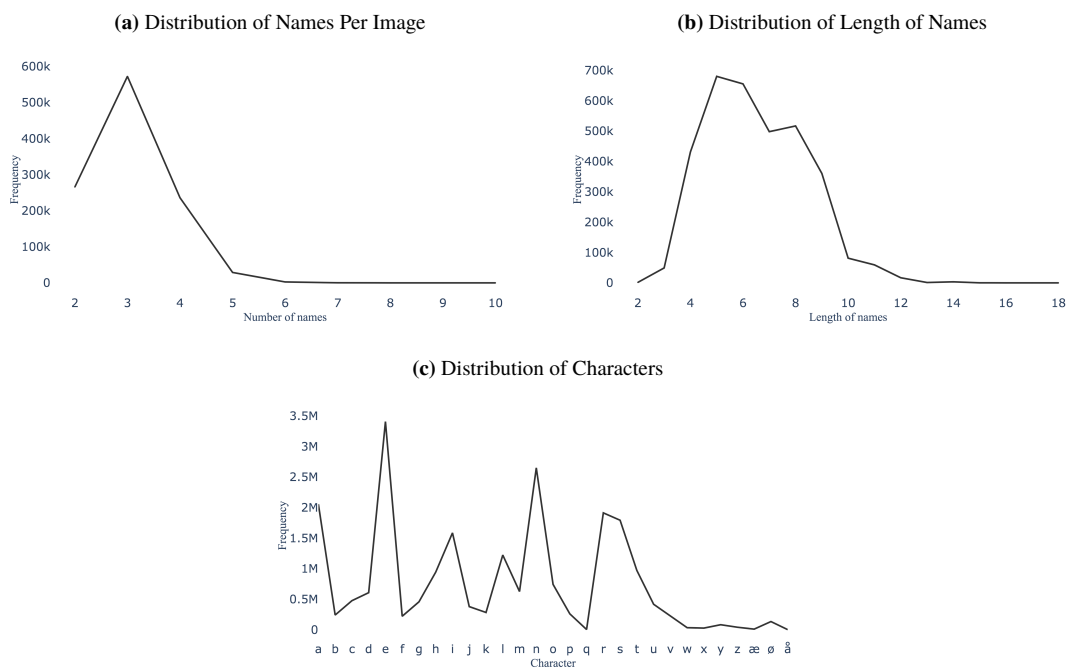 (a) Distribution of Names Per Image
600k
500k
400k
300k
200k
100k
0
Frequency
2 3 4 5 6 7 8 9 10
Number of names
(b) Distribution of Length of Names
700k
600k
500k
400k
300k
200k
100k
0
Frequency
2 4 6 8 10 12 14 16 18
Length of names
(c) Distribution of Characters
3.5M
3M
2.5M
2M
1.5M
1M
0.5M
0
Frequency
a b c d e f g h i j k l m n o p q r s t u v w x y z æ ø å
Character